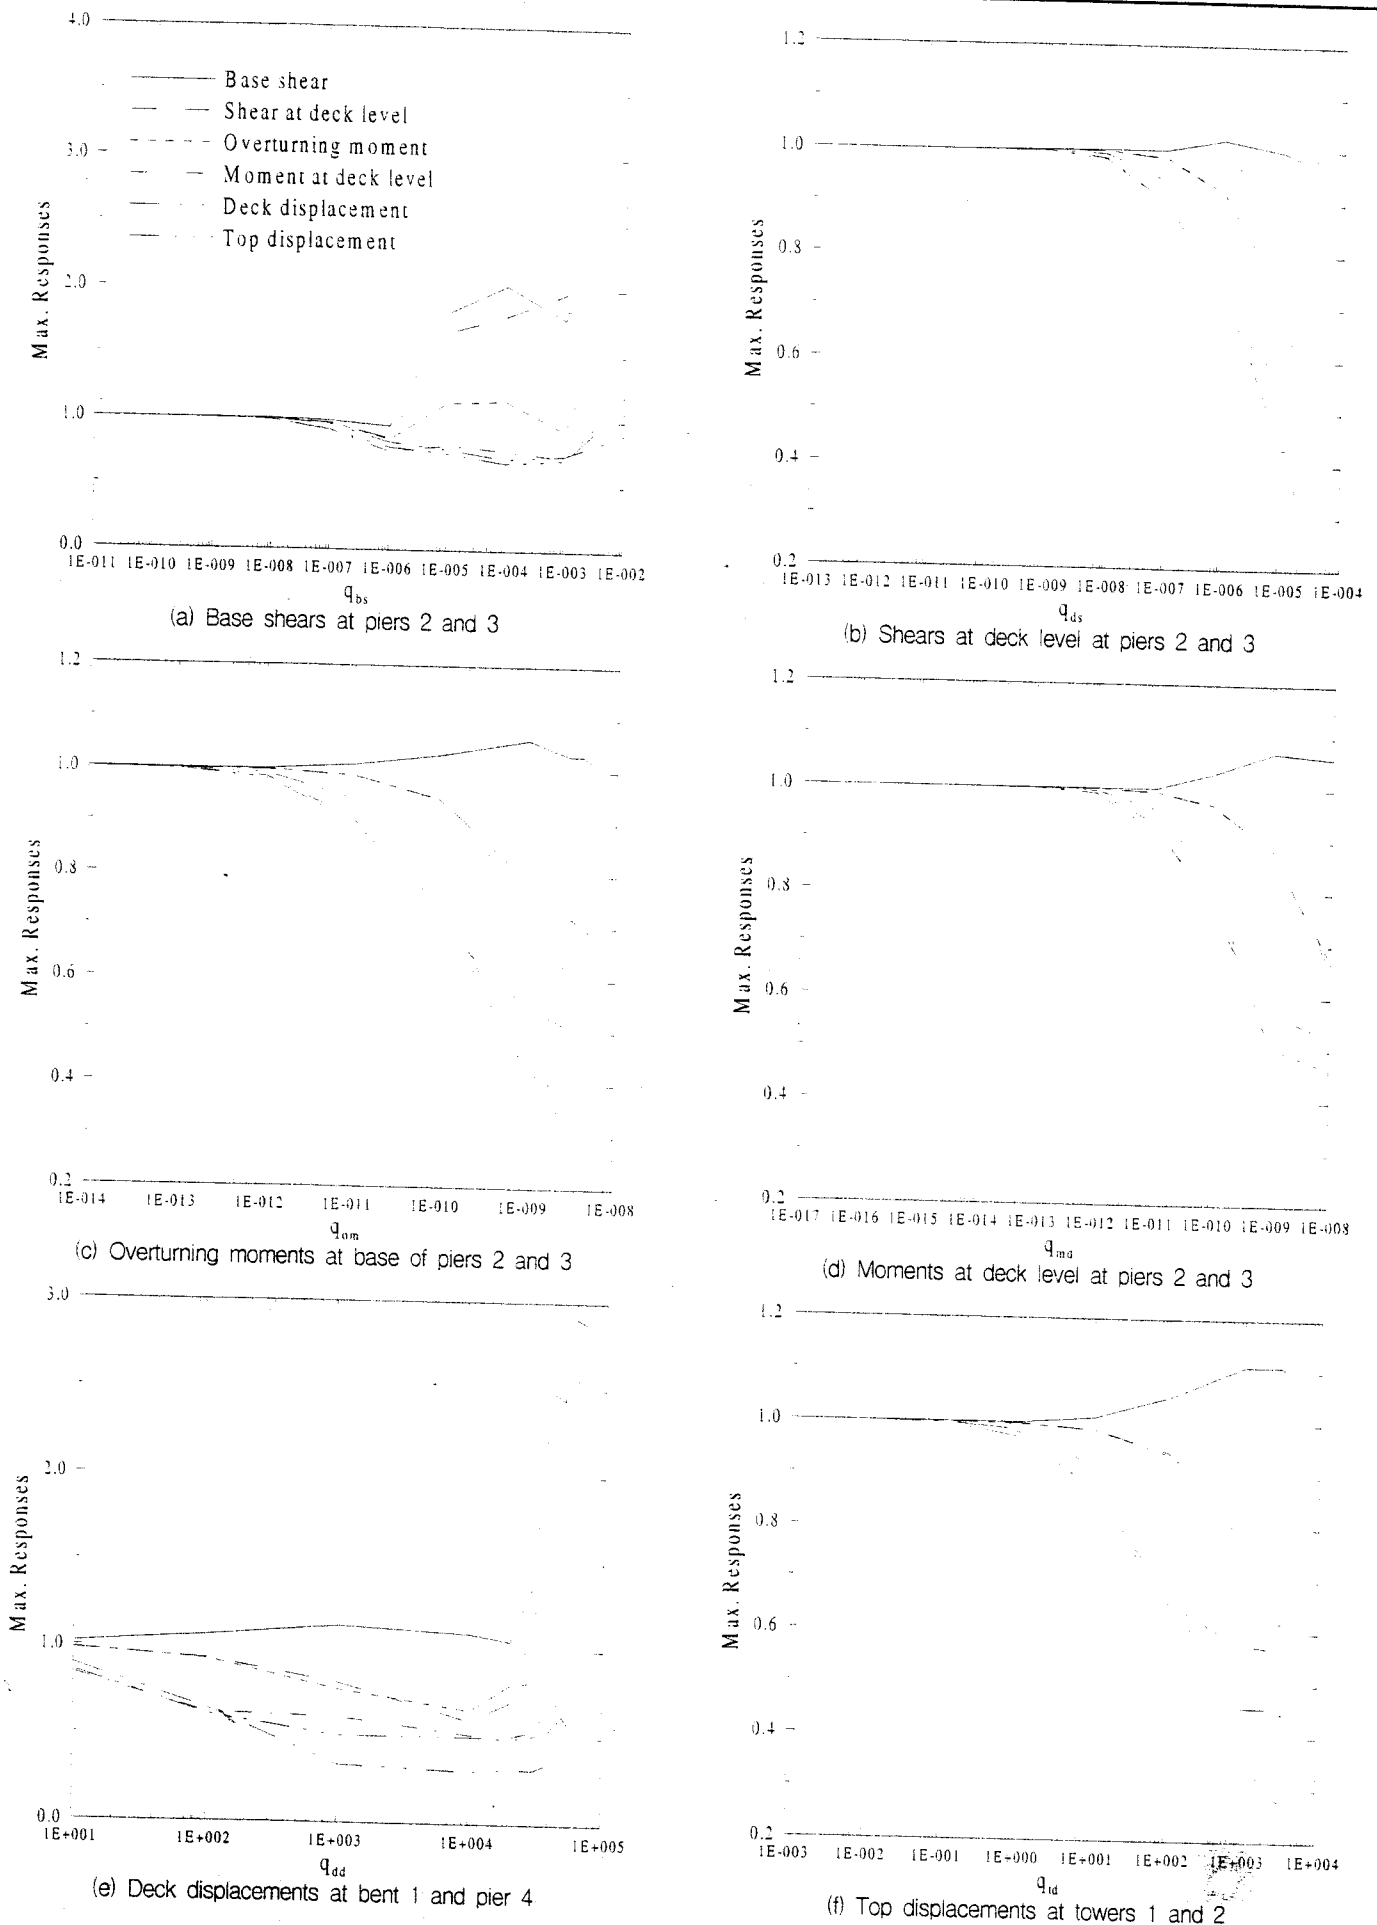 4.0
Base shear
Shear at deck level
3.0
Overturning moment
Moment at deck level
Deck displacement
Top displacement
2.0
1.0
0.0
Max. Responses
1E-011 1E-010 1E-009 1E-008 1E-007 1E-006 1E-005 1E-004 1E-003 1E-002
qbs
(a) Base shears at piers 2 and 3
1.2
1.0
0.8
0.6
0.4
0.2
Max. Responses
1E-013 1E-012 1E-011 1E-010 1E-009 1E-008 1E-007 1E-006 1E-005 1E-004
qds
(b) Shears at deck level at piers 2 and 3
1.2
1.0
0.8
0.6
0.4
0.2
Max. Responses
1E-014 1E-013 1E-012 1E-011 1E-010 1E-009 1E-008
qom
(c) Overturning moments at base of piers 2 and 3
1.2
1.0
0.8
0.6
0.4
0.2
Max. Responses
1E-017 1E-016 1E-015 1E-014 1E-013 1E-012 1E-011 1E-010 1E-009 1E-008
qmd
(d) Moments at deck level at piers 2 and 3
3.0
2.0
1.0
0.0
Max. Responses
1E+001 1E+002 1E+003 1E+004 1E+005
qdd
(e) Deck displacements at bent 1 and pier 4
1.2
1.0
0.8
0.6
0.4
0.2
Max. Responses
1E-003 1E-002 1E-001 1E+000 1E+001 1E+002 1E+003 1E+004
qtd
(f) Top displacements at towers 1 and 2